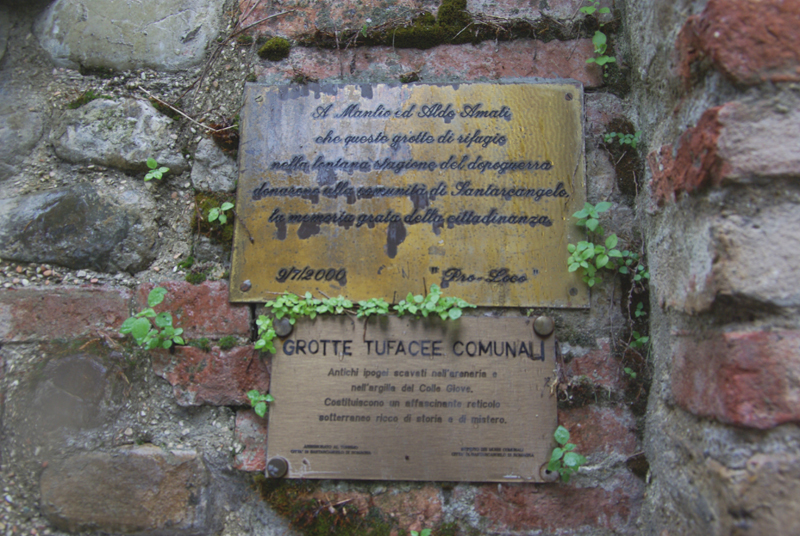 A Manlio ed Aldo Amati
che queste grotte di rifugio
nella lontana stagione del dopoguerra
donarono alla comunità di Santarcangelo,
la memoria grata della cittadinanza.
9/7/2000 "Pro-Loco"
GROTTE TUFACEE COMUNALI
Antichi ipogei scavati nell'arenaria e
nell'argilla del Colle Giove.
Costituiscono un affascinante reticolo
sotterraneo ricco di storia e di mistero.